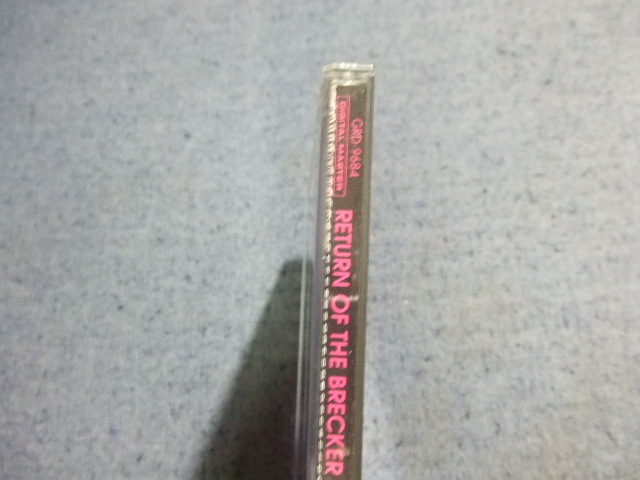 GRD-9684
DIGITAL MASTER
RETURN OF THE BRECKER